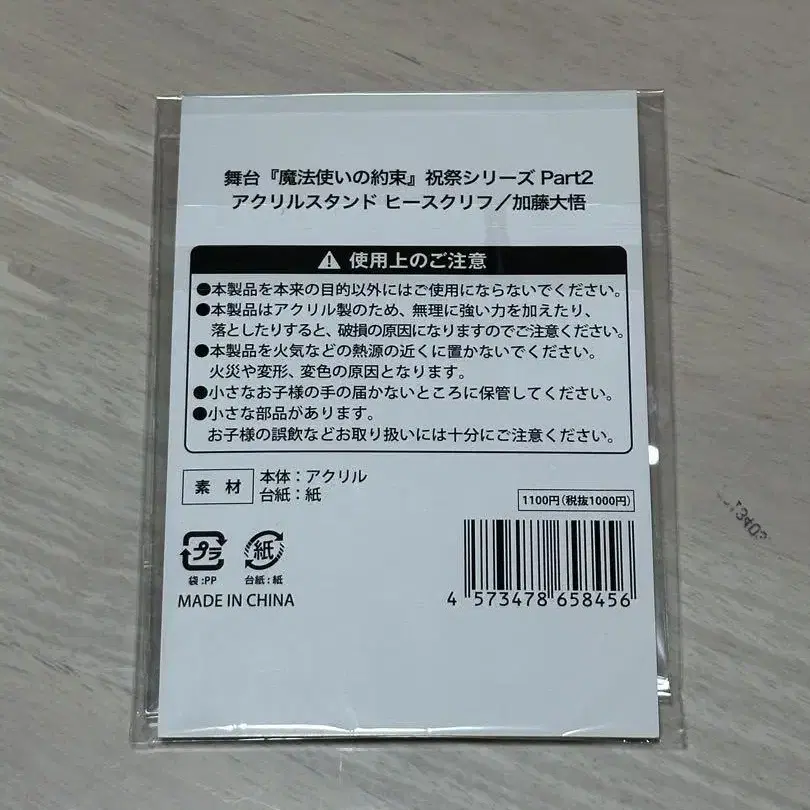 舞台『魔法使いの約束』祝祭シリーズ Part2
アクリルスタンド ヒースクリフ／加藤大悟
使用上のご注意
●本製品を本来の目的以外にはご使用にならないでください。
●本製品はアクリル製のため、無理に強い力を加えたり、
落としたりすると、破損の原因になりますのでご注意ください。
●本製品を火気などの熱源の近くに置かないでください。
火災や変形、変色の原因となります。
●小さなお子様の手の届かないところに保管してください。
●小さな部品があります。
お子様の誤飲などお取り扱いには十分にご注意ください。
素材 本体：アクリル
台紙：紙
1100円（税抜1000円）
プラ 紙
袋：PP 台紙：紙
MADE IN CHINA
4 573478 658456